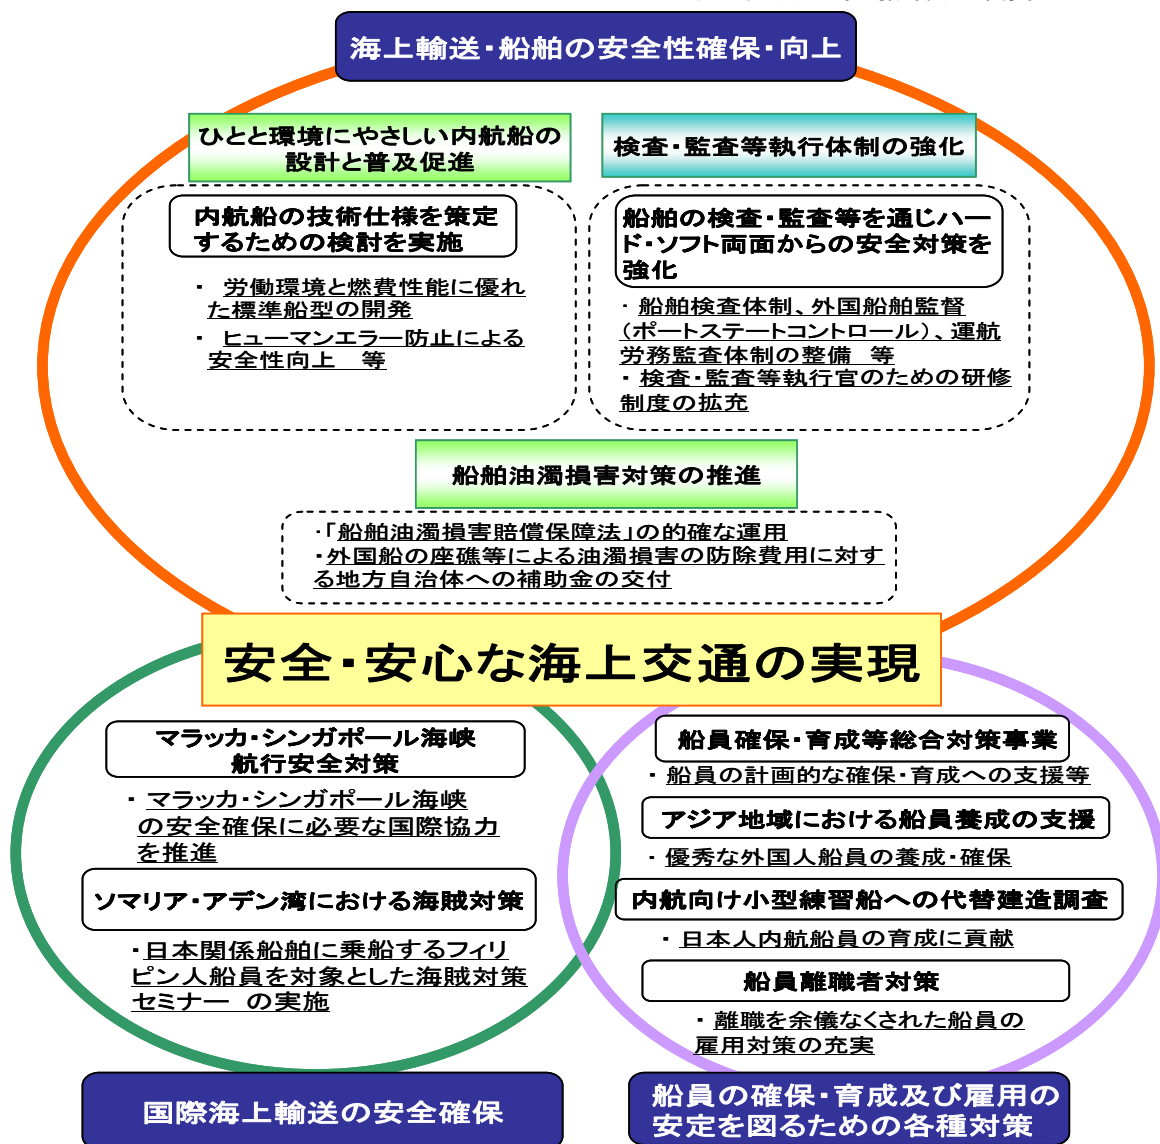 海上輸送・船舶の安全性確保・向上
ひとと環境にやさしい内航船の
設計と普及促進
内航船の技術仕様を策定
するための検討を実施
・ 労働環境と燃費性能に優れ
た標準船型の開発
・ ヒューマンエラー防止による
安全性向上 等
検査・監査等執行体制の強化
船舶の検査・監査等を通じハー
ド・ソフト両面からの安全対策を
強化
・ 船舶検査体制、外国船舶監督
（ポートステートコントロール）、運航
労務監査体制の整備 等
・ 検査・監査等執行官のための研修
制度の拡充
船舶油濁損害対策の推進
・「船舶油濁損害賠償保障法」の的確な運用
・外国船の座礁等による油濁損害の防除費用に対す
る地方自治体への補助金の交付
安全・安心な海上交通の実現
マラッカ・シンガポール海峡
航行安全対策
・ マラッカ・シンガポール海峡
の安全確保に必要な国際協力
を推進
ソマリア・アデン湾における海賊対策
・日本関係船舶に乗船するフィリ
ピン人船員を対象とした海賊対策
セミナー の実施
国際海上輸送の安全確保
船員確保・育成等総合対策事業
・ 船員の計画的な確保・育成への支援等
アジア地域における船員養成の支援
・ 優秀な外国人船員の養成・確保
内航向け小型練習船への代替建造調査
・ 日本人内航船員の育成に貢献
船員離職者対策
・ 離職を余儀なくされた船員の
雇用対策の充実
船員の確保・育成及び雇用の
安定を図るための各種対策